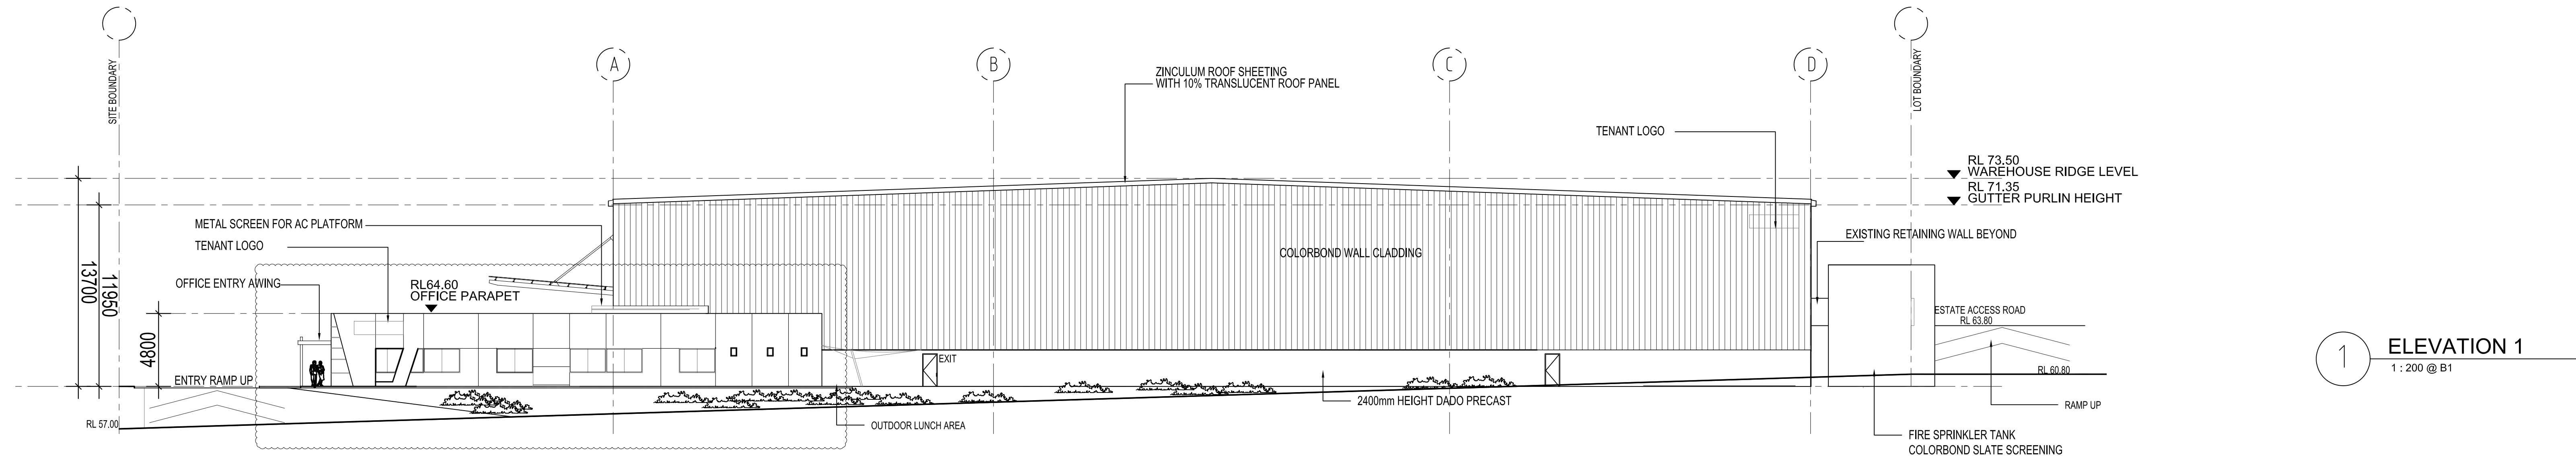 SITE BOUNDARY
A
B
C
D
LOT BOUNDARY
ZINCULUM ROOF SHEETING
WITH 10% TRANSLUCENT ROOF PANEL
TENANT LOGO
RL 73.50
WAREHOUSE RIDGE LEVEL
RL 71.35
GUTTER PURLIN HEIGHT
METAL SCREEN FOR AC PLATFORM
TENANT LOGO
OFFICE ENTRY AWING
RL64.60
OFFICE PARAPET
COLORBOND WALL CLADDING
EXISTING RETAINING WALL BEYOND
13700
11950
4800
ESTATE ACCESS ROAD
RL 63.80
ENTRY RAMP UP
EXIT
RL 60.80
2400mm HEIGHT DADO PRECAST
RAMP UP
RL 57.00
OUTDOOR LUNCH AREA
FIRE SPRINKLER TANK
COLORBOND SLATE SCREENING
1
ELEVATION 1
1 : 200 @ B1